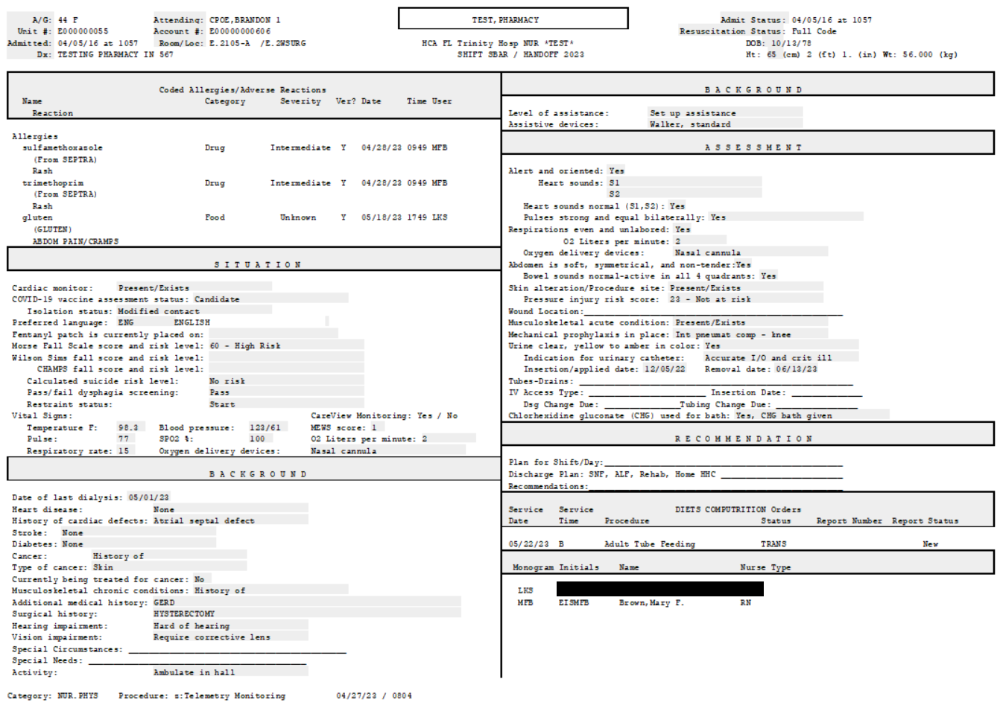 A/G: 44 F Attending: CPOE,BRANDON 1
Unit #: E000000055 Account #: E00000000606
Admitted: 04/05/16 at 1057 Room/Loc: E.2105-A /E.2WSURG
Dx: TESTING PHARMACY IN 567
TEST,PHARMACY
HCA FL Trinity Hosp NUR *TEST*
SHIFT SBAR / HANDOFF 2023
Admit Status: 04/05/16 at 1057
Resuscitation Status: Full Code
DOB: 10/13/78
Ht: 65 (cm) 2 (ft) 1. (in) Wt: 56.000 (kg)
Coded Allergies/Adverse Reactions
Name Category Severity Ver? Date Time User
Reaction
Allergies
sulfamethoxazole Drug Intermediate Y 04/28/23 0949 MFB
(From SEPTRA)
Rash
trimethoprim Drug Intermediate Y 04/28/23 0949 MFB
(From SEPTRA)
Rash
gluten Food Unknown Y 05/18/23 1749 LKS
(GLUTEN)
ABDOM PAIN/CRAMPS
S I T U A T I O N
Cardiac monitor: Present/Exists
COVID-19 vaccine assessment status: Candidate
Isolation status: Modified contact
Preferred language: ENG ENGLISH
Fentanyl patch is currently placed on:
Morse Fall Scale score and risk level: 60 - High Risk
Wilson Sims fall score and risk level:
CHAMPS fall score and risk level:
Calculated suicide risk level: No risk
Pass/fail dysphagia screening: Pass
Restraint status: Start
Vital Signs: CareView Monitoring: Yes / No
Temperature F: 98.3 Blood pressure: 123/61 MEWS score: 1
Pulse: 77 SPO2 %: 100 O2 Liters per minute: 2
Respiratory rate: 15 Oxygen delivery devices: Nasal cannula
B A C K G R O U N D
Date of last dialysis: 05/01/23
Heart disease: None
History of cardiac defects: Atrial septal defect
Stroke: None
Diabetes: None
Cancer: History of
Type of cancer: Skin
Currently being treated for cancer: No
Musculoskeletal chronic conditions: History of
Additional medical history: GERD
Surgical history: HYSTERECTOMY
Hearing impairment: Hard of hearing
Vision impairment: Require corrective lens
Special Circumstances: ____
Special Needs: ____
Activity: Ambulate in hall
B A C K G R O U N D
Level of assistance: Set up assistance
Assistive devices: Walker, standard
A S S E S S M E N T
Alert and oriented: Yes
Heart sounds: S1
S2
Heart sounds normal (S1,S2): Yes
Pulses strong and equal bilaterally: Yes
Respirations even and unlabored: Yes
O2 Liters per minute: 2
Oxygen delivery devices: Nasal cannula
Abdomen is soft, symmetrical, and non-tender:Yes
Bowel sounds normal-active in all 4 quadrants: Yes
Skin alteration/Procedure site: Present/Exists
Pressure injury risk score: 23 - Not at risk
Wound Location:____
Musculoskeletal acute condition: Present/Exists
Mechanical prophylaxis in place: Int pneumat comp - knee
Urine clear, yellow to amber in color: Yes
Indication for urinary catheter: Accurate I/O and crit ill
Insertion/applied date: 12/05/22 Removal date: 06/13/23
Tubes-Drains: ____
IV Access Type: ____ Insertion Date: ____
Dsg Change Due: ____Tubing Change Due: ____
Chlorhexidine gluconate (CHG) used for bath: Yes, CHG bath given
R E C O M M E N D A T I O N
Plan for Shift/Day:____
Discharge Plan: SNF, ALF, Rehab, Home HHC ____
Recommendations:____
Service Service DIETS COMPUTRITION Orders
Date Time Procedure Status Report Number Report Status
05/22/23 B Adult Tube Feeding TRANS New
Monogram Initials Name Nurse Type
LKS
MFB EISMFB Brown,Mary F. RN
Category: NUR.PHYS Procedure: s:Telemetry Monitoring 04/27/23 / 0804